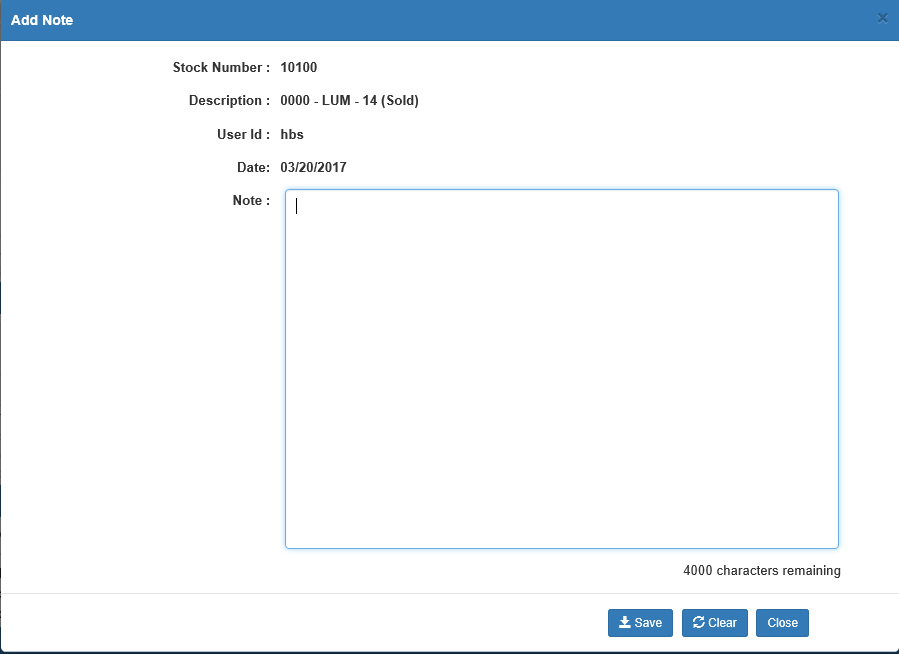 Add Note ×
Stock Number : 10100
Description : 0000 - LUM - 14 (Sold)
User Id : hbs
Date: 03/20/2017
Note :
4000 characters remaining
Save Clear Close